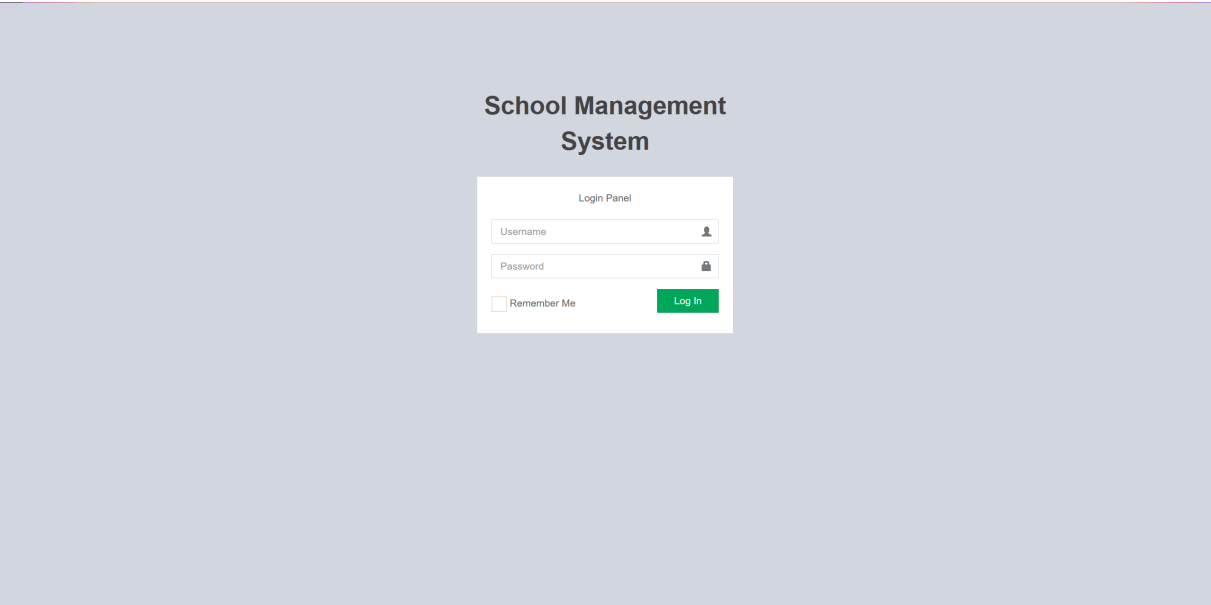 School Management
System
Login Panel
Username
Password
Remember Me
Log In